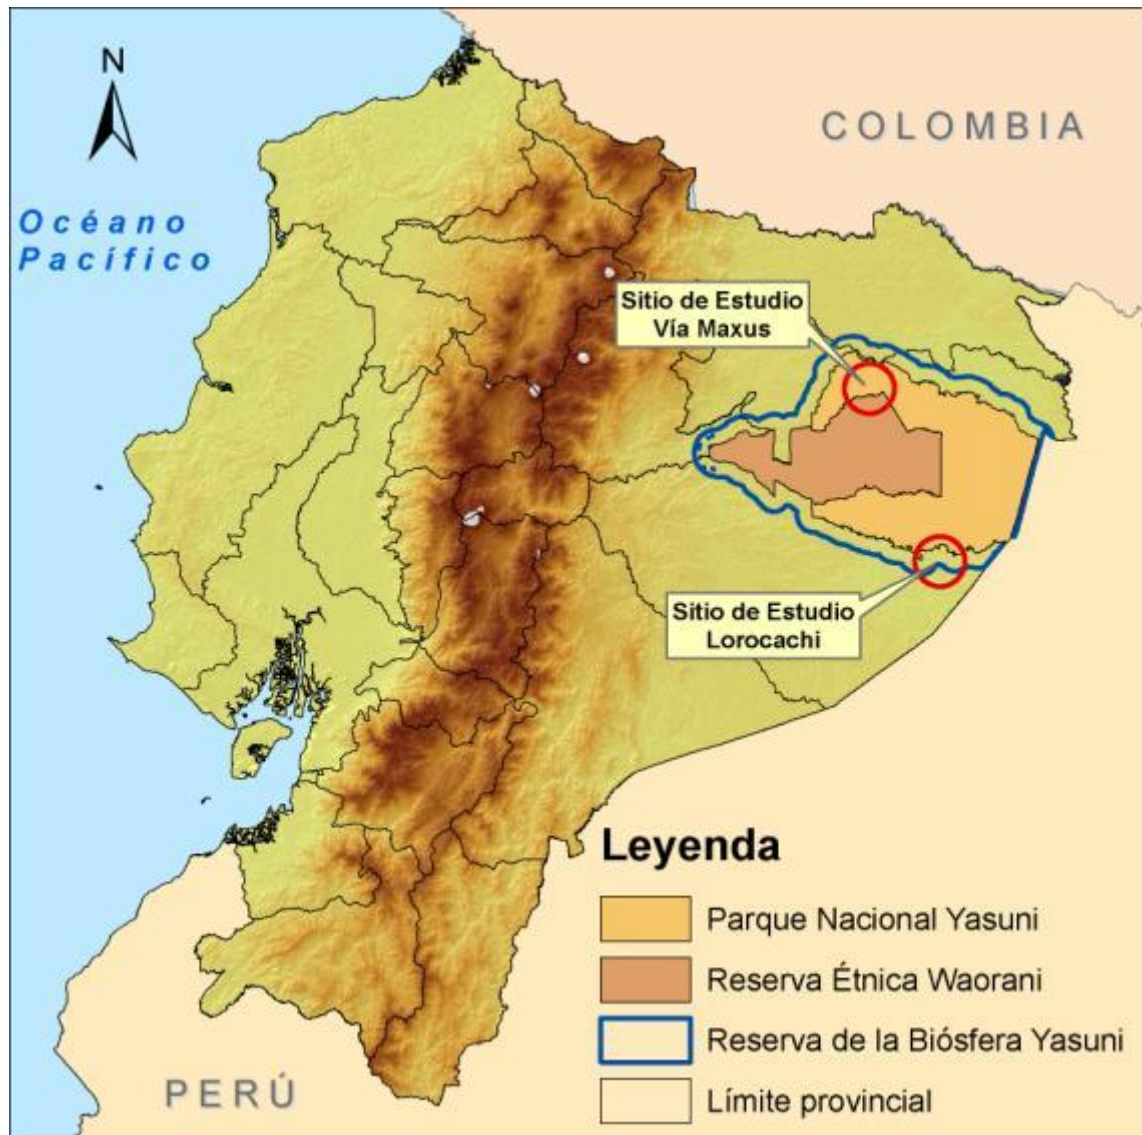 N
COLOMBIA
Océano
Pacífico
Sitio de Estudio
Vía Maxus
Sitio de Estudio
Lorocachi
Leyenda
Parque Nacional Yasuni
Reserva Étnica Waorani
Reserva de la Biósfera Yasuni
Límite provincial
PERÚ